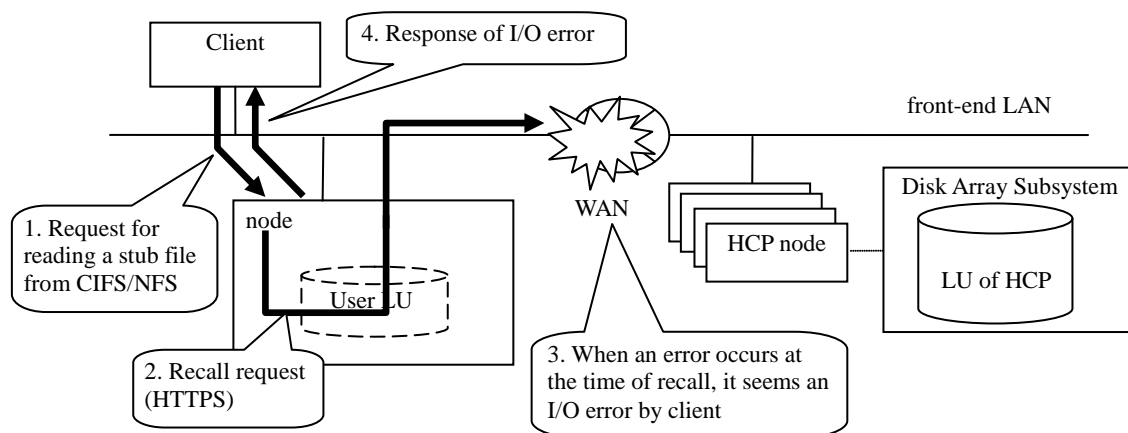 Client
4. Response of I/O error
front-end LAN
1. Request for
reading a stub file
from CIFS/NFS
node
User LU
WAN
HCP node
Disk Array Subsystem
LU of HCP
2. Recall request
(HTTPS)
3. When an error occurs at
the time of recall, it seems an
I/O error by client